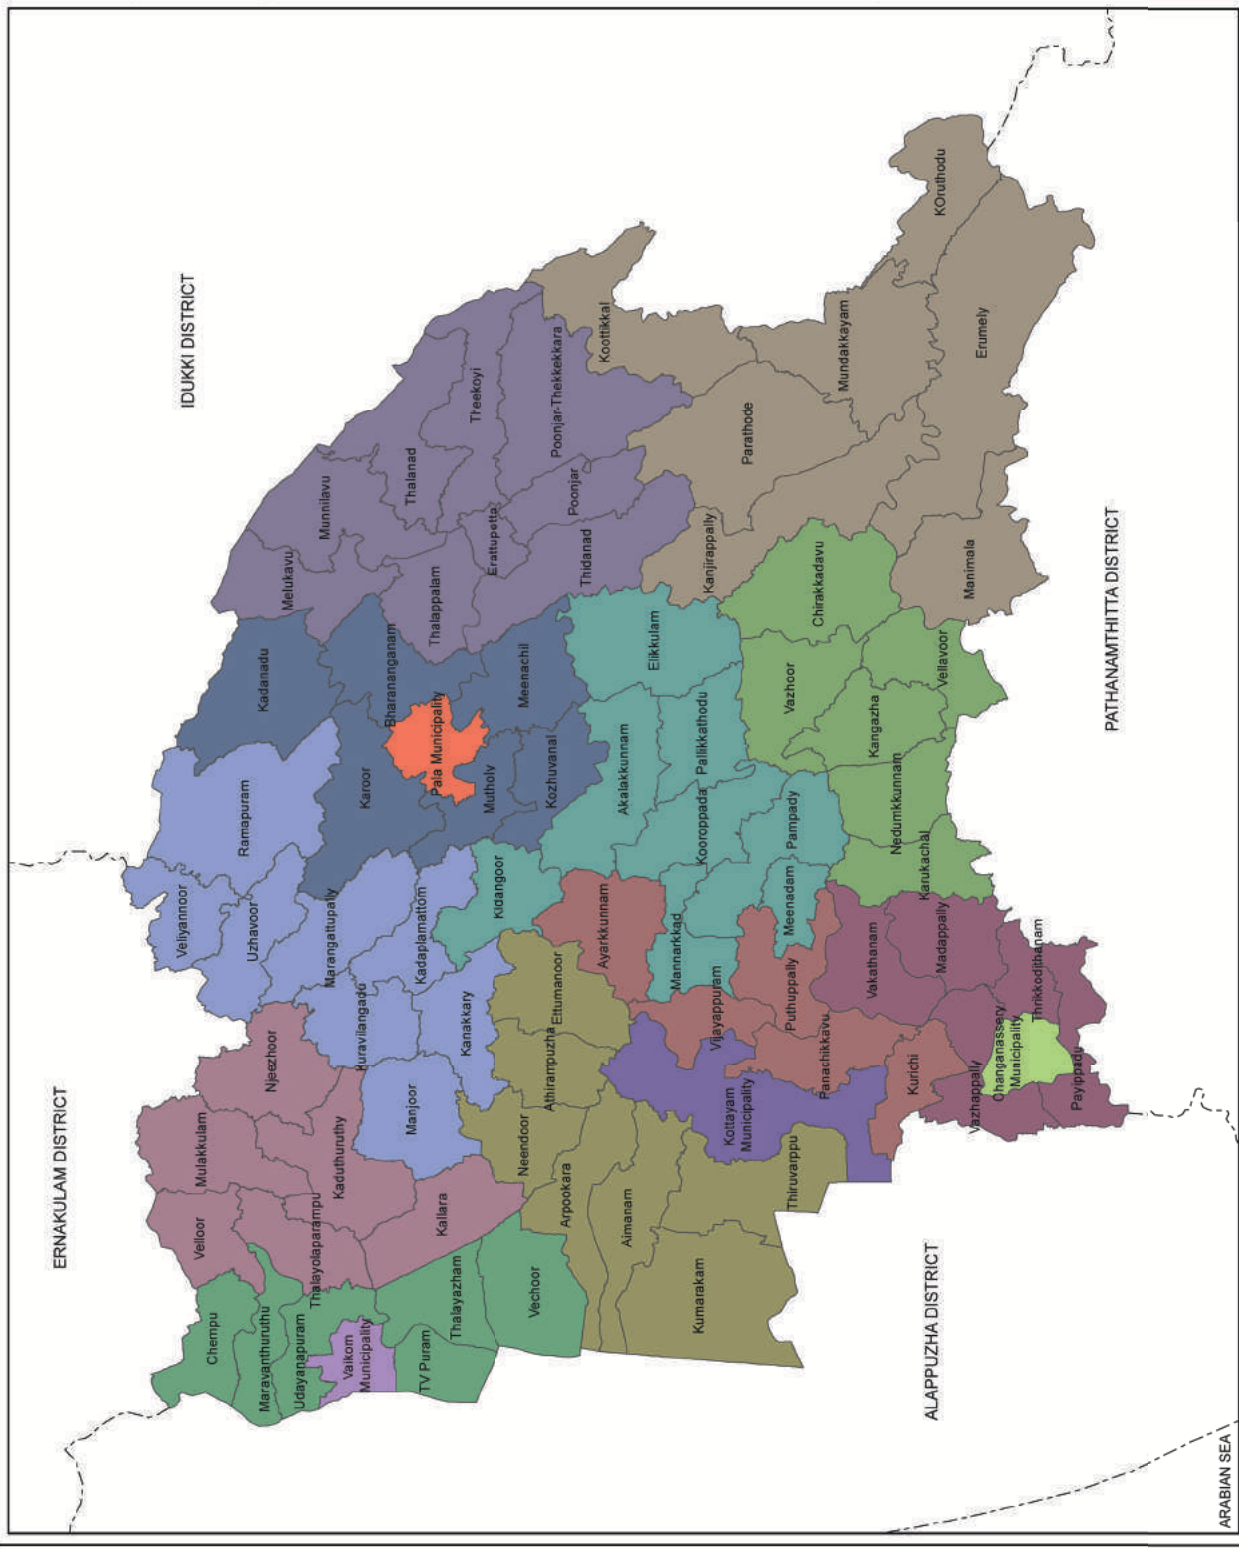 ERNAKULAM DISTRICT
IDUKKI DISTRICT
Chempu
Velloor
Mulakkulam
Veliyannoor
Maravanthuruthu
Udayanapuram
Thalayolaparampu
Kaduthuruthy
Njeezhoor
Uzhavoor
Ramapuram
Kadanadu
Melukavu
Munnilavu
Vaikom
Municipality
TV Puram
Thalayazham
Kallara
Manjoor
Kuravilangadu
Marangattupally
Kadaplamattom
Karoor
Bharananganam
Pala Municipality
Thalappalam
Thalanad
Treekoyi
Vechoor
Neendoor
Kanakkary
Kidangoor
Mutholy
Meenachil
Kozhuvanal
Erattupetta
Poonjar
Poonjar-Thekkekkara
Thidanad
Koottikkal
Arpookara
Athirampuzha
Ettumanoor
Aimanam
Ayarkkunnam
Akalakkunnam
Elikkulam
Kumarakam
Mannarkkad
Kooroppada
Pallikkathodu
Kanjirappally
Parathode
Kottayam
Municipality
Vijayappuram
Thiruvarppu
Puthuppally
Meenadam
Pampady
Vazhoor
Chirakkadavu
Mundakkayam
Panachikkavu
Vakathanam
Nedumkkunnam
Kangazha
Kurichi
Karukachal
Vellavoor
Manimala
Erumely
KOruthodu
Madappally
Vazhappally
Changanassery
Municipality
Thrikkodithanam
Payippadu
ALAPPUZHA DISTRICT
PATHANAMTHITTA DISTRICT
ARABIAN SEA